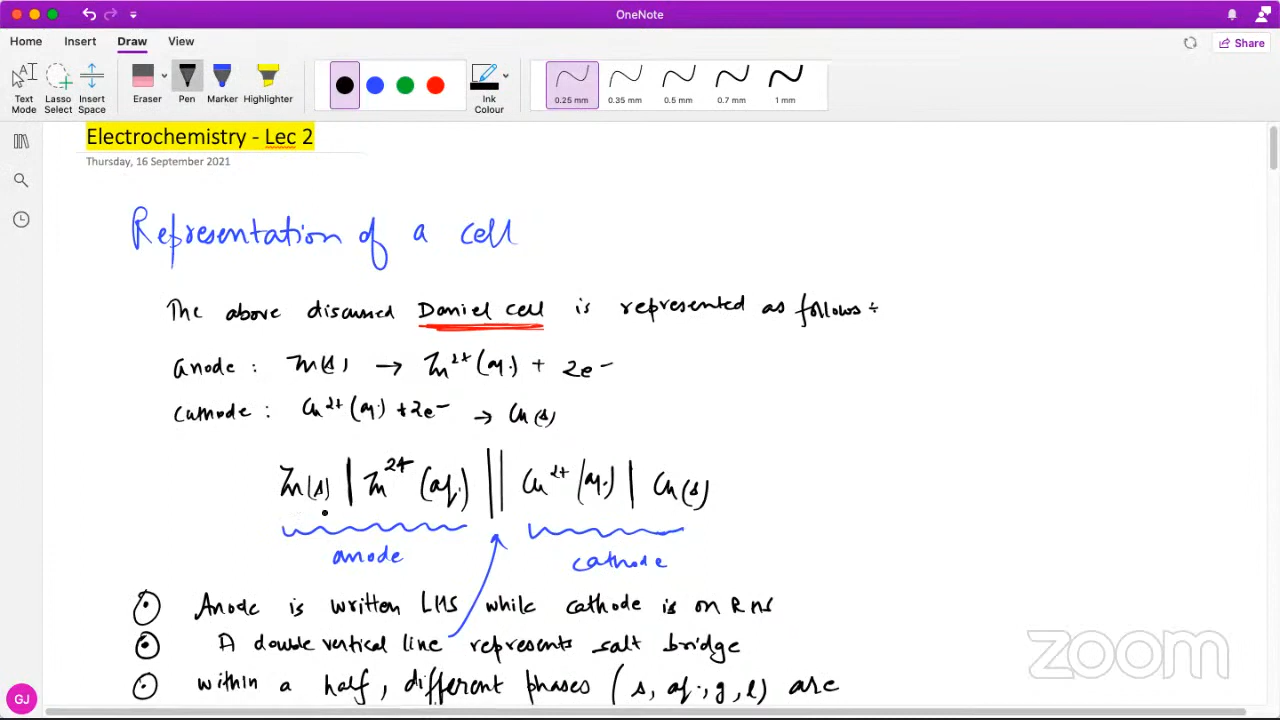 OneNote
Home Insert Draw View
Share
Text Mode
Lasso Select
Insert Space
Eraser
Pen
Marker
Highlighter
Ink Colour
0.25 mm
0.35 mm
0.5 mm
0.7 mm
1 mm
Electrochemistry - Lec 2
Thursday, 16 September 2021
Representation of a cell
The above discussed Daniel cell is represented as follows ÷
anode : Zn(s) → Zn²⁺(aq.) + 2e⁻
Cathode : Cu²⁺(aq.) + 2e⁻ → Cu(s)
Zn(s) | Zn²⁺(aq.) || Cu²⁺(aq.) | Cu(s)
anode
cathode
Anode is written LHS while cathode is on RHS
A double vertical line represents salt bridge
within a half, different phases (s, aq., g, l) are
zoom
GJ